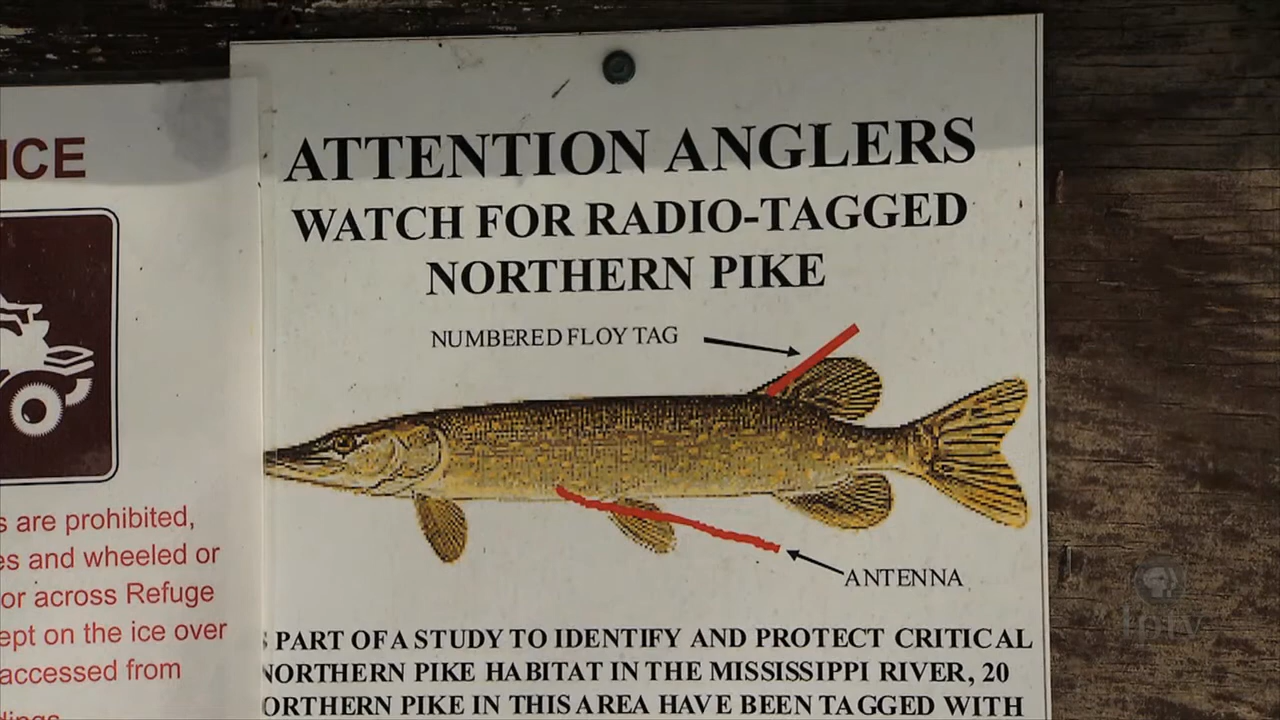 ICE
s are prohibited,
es and wheeled or
or across Refuge
ept on the ice over
accessed from
ATTENTION ANGLERS
WATCH FOR RADIO-TAGGED
NORTHERN PIKE
NUMBERED FLOY TAG
ANTENNA
PART OF A STUDY TO IDENTIFY AND PROTECT CRITICAL
NORTHERN PIKE HABITAT IN THE MISSISSIPPI RIVER, 20
ORTHERN PIKE IN THIS AREA HAVE BEEN TAGGED WITH
lptv